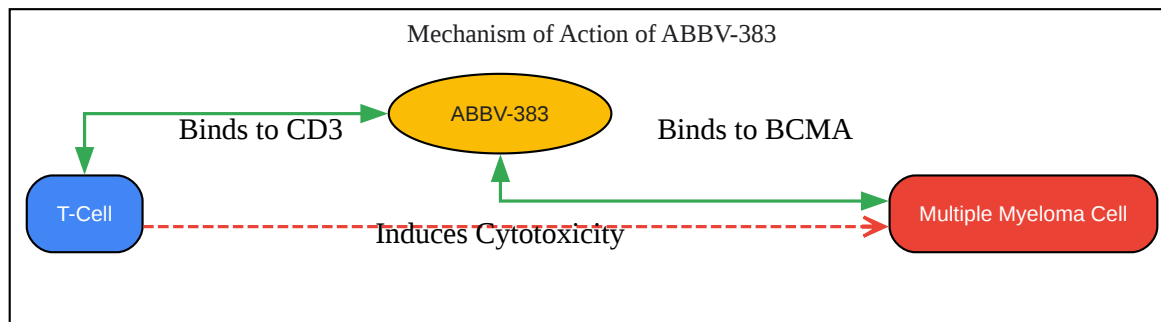 Mechanism of Action of ABBV-383
ABBV-383
Binds to CD3
Binds to BCMA
T-Cell
Multiple Myeloma Cell
Induces Cytotoxicity